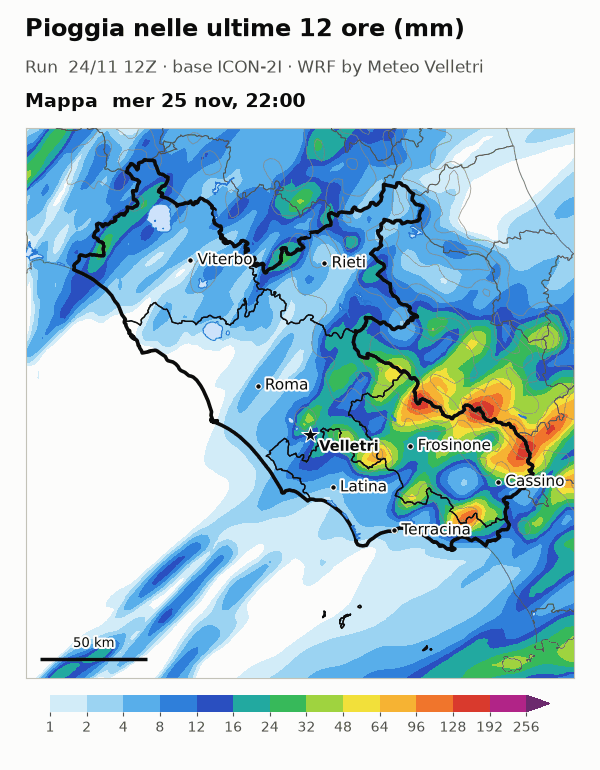 Pioggia nelle ultime 12 ore (mm)
Run 24/11 12Z · base ICON-2I · WRF by Meteo Velletri
Mappa mer 25 nov, 22:00
Viterbo
Rieti
Roma
Velletri
Frosinone
Cassino
Latina
Terracina
50 km
1 2 4 8 12 16 24 32 48 64 96 128 192 256